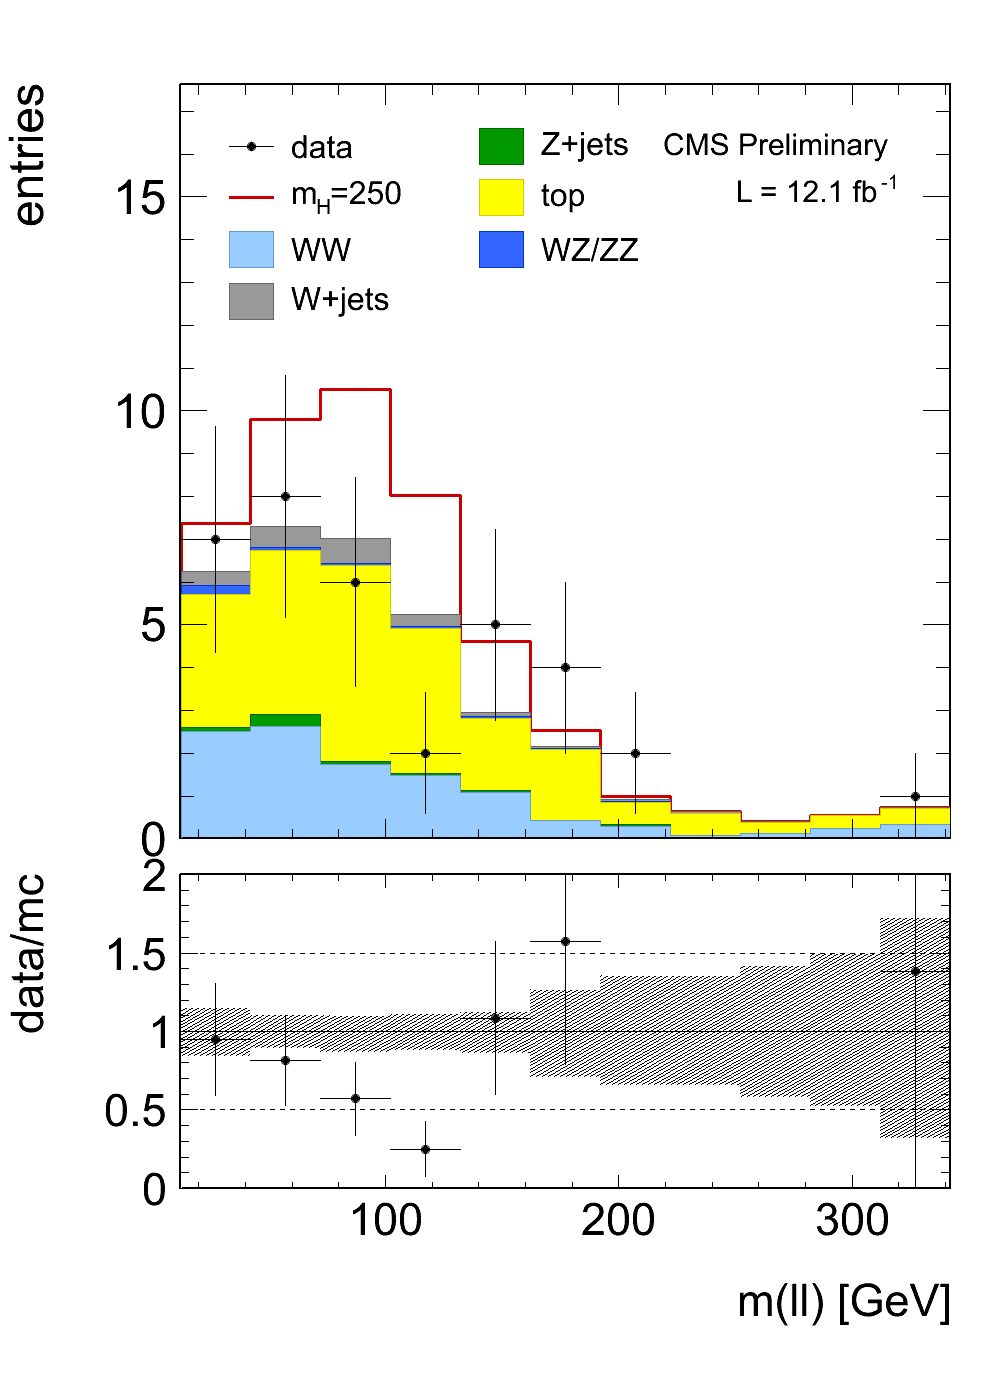 entries
15
10
5
0
data
m_H=250
WW
W+jets
Z+jets
top
WZ/ZZ
CMS Preliminary
L = 12.1 fb^-1
data/mc
2
1.5
1
0.5
0
100 200 300
m(ll) [GeV]